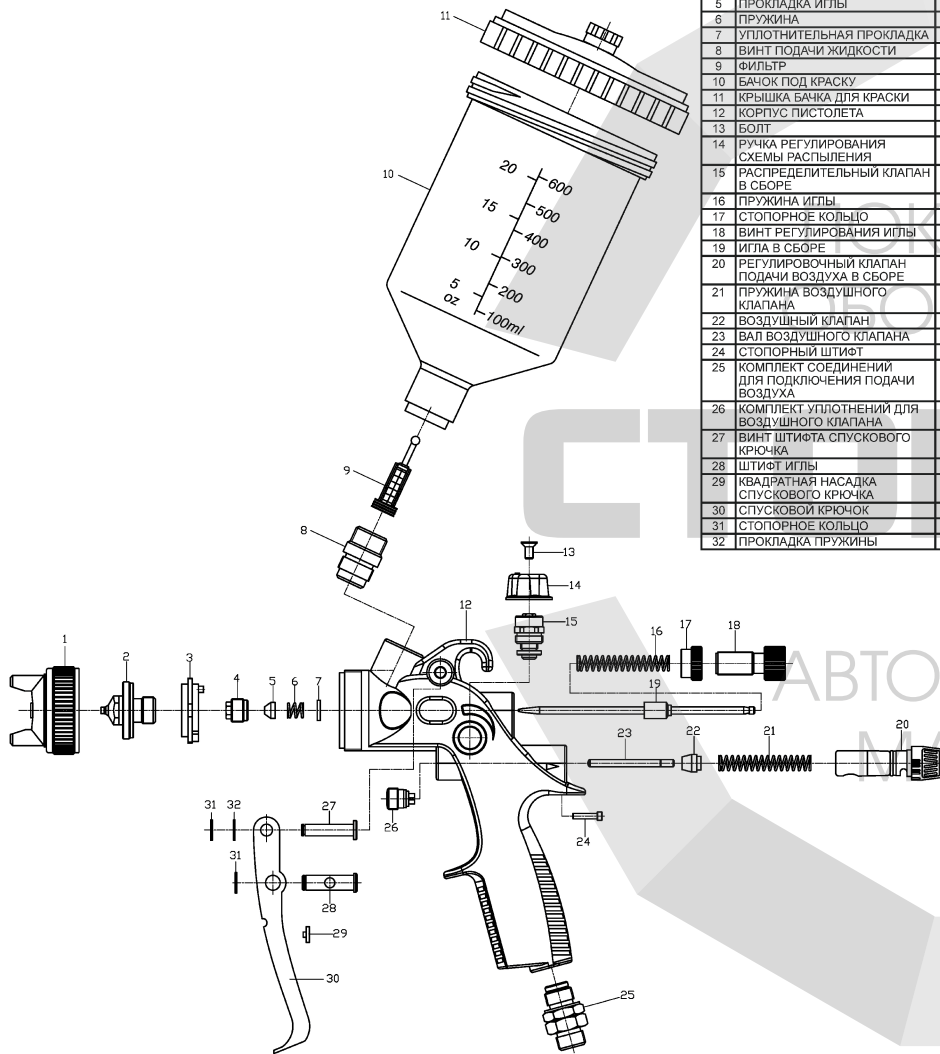 5 ПРОКЛАДКА ИГЛЫ
6 ПРУЖИНА
7 УПЛОТНИТЕЛЬНАЯ ПРОКЛАДКА
8 ВИНТ ПОДАЧИ ЖИДКОСТИ
9 ФИЛЬТР
10 БАЧОК ПОД КРАСКУ
11 КРЫШКА БАЧКА ДЛЯ КРАСКИ
12 КОРПУС ПИСТОЛЕТА
13 БОЛТ
14 РУЧКА РЕГУЛИРОВАНИЯ
СХЕМЫ РАСПЫЛЕНИЯ
15 РАСПРЕДЕЛИТЕЛЬНЫЙ КЛАПАН
В СБОРЕ
16 ПРУЖИНА ИГЛЫ
17 СТОПОРНОЕ КОЛЬЦО
18 ВИНТ РЕГУЛИРОВАНИЯ ИГЛЫ
19 ИГЛА В СБОРЕ
20 РЕГУЛИРОВОЧНЫЙ КЛАПАН
ПОДАЧИ ВОЗДУХА В СБОРЕ
21 ПРУЖИНА ВОЗДУШНОГО
КЛАПАНА
22 ВОЗДУШНЫЙ КЛАПАН
23 ВАЛ ВОЗДУШНОГО КЛАПАНА
24 СТОПОРНЫЙ ШТИФТ
25 КОМПЛЕКТ СОЕДИНЕНИЙ
ДЛЯ ПОДКЛЮЧЕНИЯ ПОДАЧИ
ВОЗДУХА
26 КОМПЛЕКТ УПЛОТНЕНИЙ ДЛЯ
ВОЗДУШНОГО КЛАПАНА
27 ВИНТ ШТИФТА СПУСКОВОГО
КРЮЧКА
28 ШТИФТ ИГЛЫ
29 КВАДРАТНАЯ НАСАДКА
СПУСКОВОГО КРЮЧКА
30 СПУСКОВОЙ КРЮЧОК
31 СТОПОРНОЕ КОЛЬЦО
32 ПРОКЛАДКА ПРУЖИНЫ
11
10
20 600
15 500
400
10 300
5 200
oz 100ml
9
8
13
14
15
12
16
17
18
1
2
3
4
5
6
7
19
20
21
22
23
24
26
27
31
32
31
28
29
30
25
АВТО